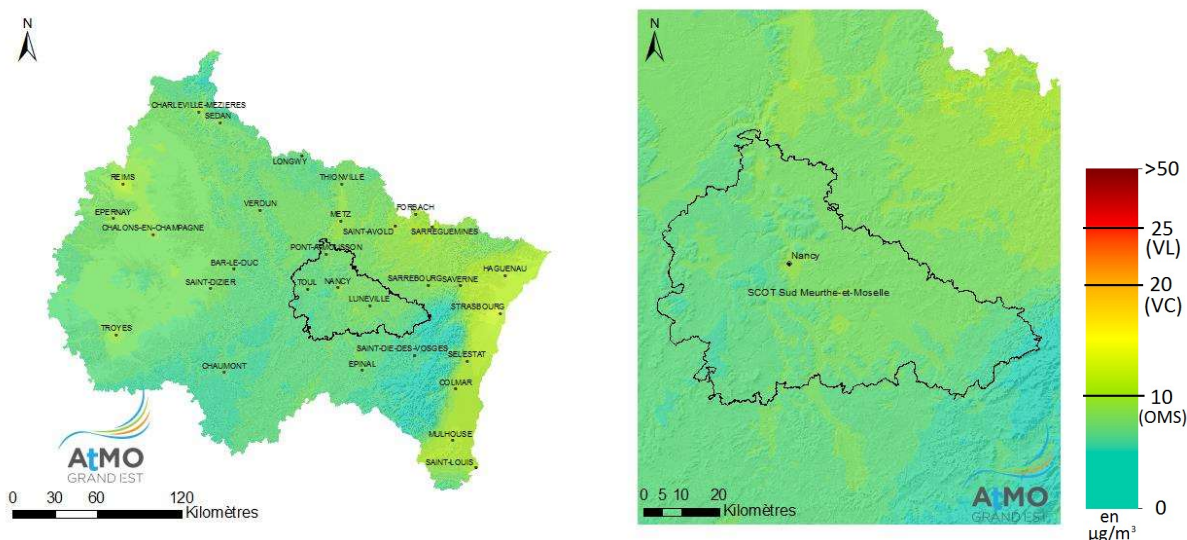 N
CHARLEVILLE-MEZIERES
SEDAN
LONGWY
REIMS
THIONVILLE
VERDUN
EPERNAY
METZ
FORBACH
CHALONS-EN-CHAMPAGNE
SAINT-AVOLD
SARREGUEMINES
PONT-A-MOUSSON
BAR-LE-DUC
HAGUENAU
SAINT-DIZIER
TOUL
NANCY
SARREBOURG
SAVERNE
LUNEVILLE
STRASBOURG
TROYES
SAINT-DIE-DES-VOSGES
SELESTAT
CHAUMONT
EPINAL
COLMAR
MULHOUSE
SAINT-LOUIS
AtMO
GRAND EST
0 30 60 120
Kilomètres
N
Nancy
SCOT Sud Meurthe-et-Moselle
0 5 10 20
Kilomètres
AtMO
GRAND EST
>50
25
(VL)
20
(VC)
10
(OMS)
0
en
µg/m³